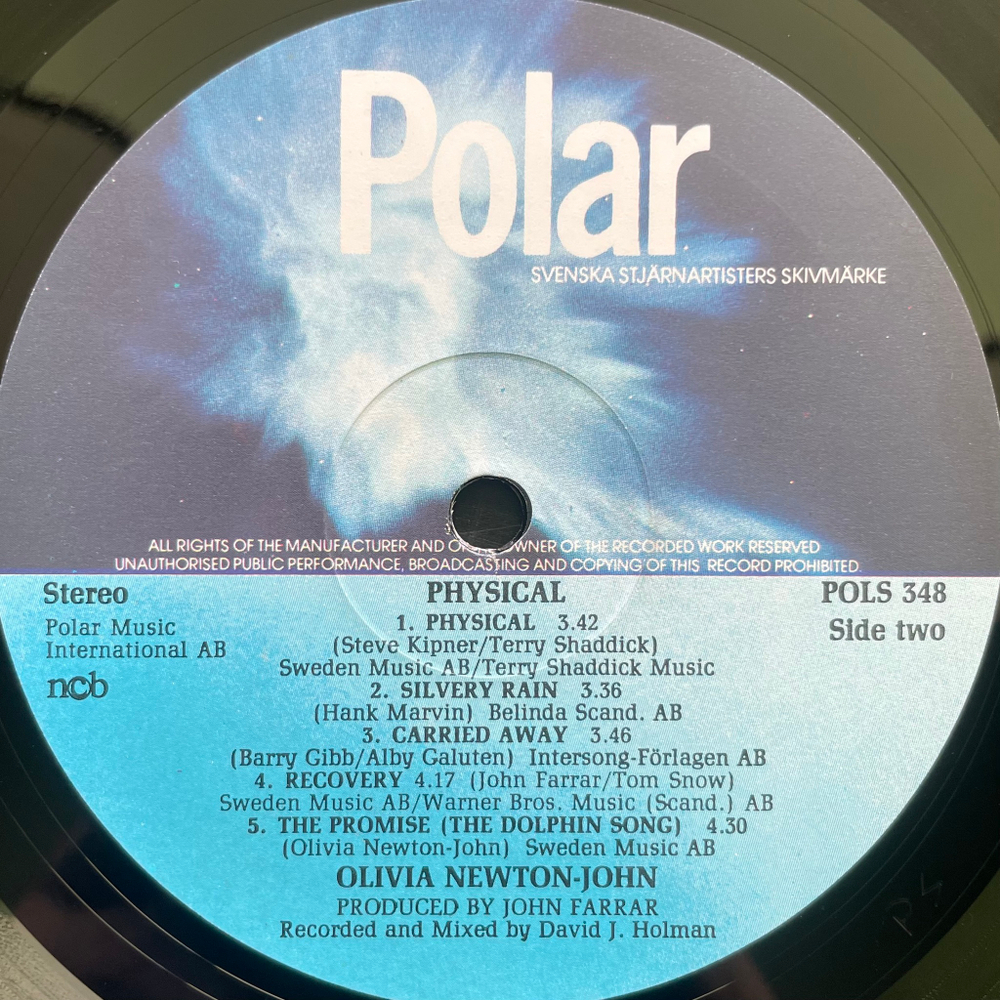 Polar
SVENSKA STJÄRNARTISTERS SKIVMÄRKE
ALL RIGHTS OF THE MANUFACTURER AND O OWNER OF THE RECORDED WORK RESERVED
UNAUTHORISED PUBLIC PERFORMANCE, BROADCASTING AND COPYING OF THIS RECORD PROHIBITED.
Stereo
PHYSICAL
POLS 348
Polar Music
International AB
Side two
ncb
1. PHYSICAL 3.42
(Steve Kipner/Terry Shaddick)
Sweden Music AB/Terry Shaddick Music
2. SILVERY RAIN 3.36
(Hank Marvin) Belinda Scand. AB
3. CARRIED AWAY 3.46
(Barry Gibb/Alby Galuten) Intersong-Förlagen AB
4. RECOVERY 4.17 (John Farrar/Tom Snow)
Sweden Music AB/Warner Bros. Music (Scand.) AB
5. THE PROMISE (THE DOLPHIN SONG) 4.30
(Olivia Newton-John) Sweden Music AB
OLIVIA NEWTON-JOHN
PRODUCED BY JOHN FARRAR
Recorded and Mixed by David J. Holman